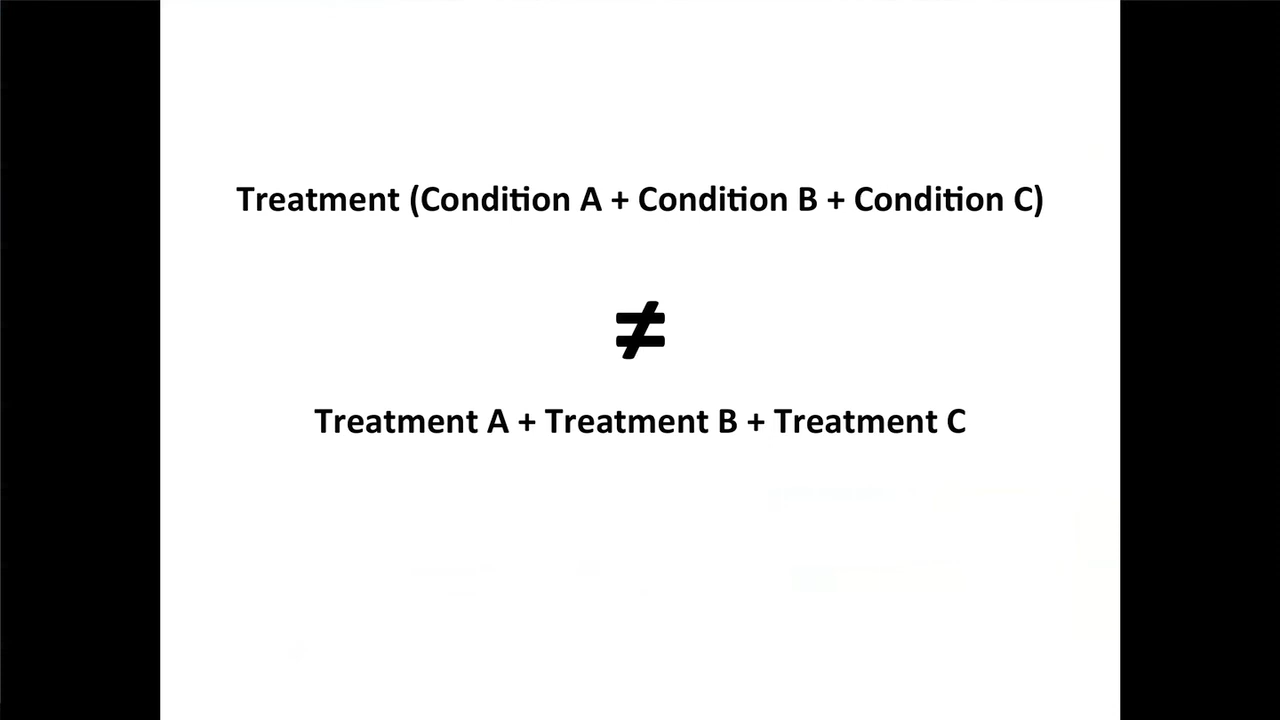 Treatment (Condition A + Condition B + Condition C)
≠
Treatment A + Treatment B + Treatment C